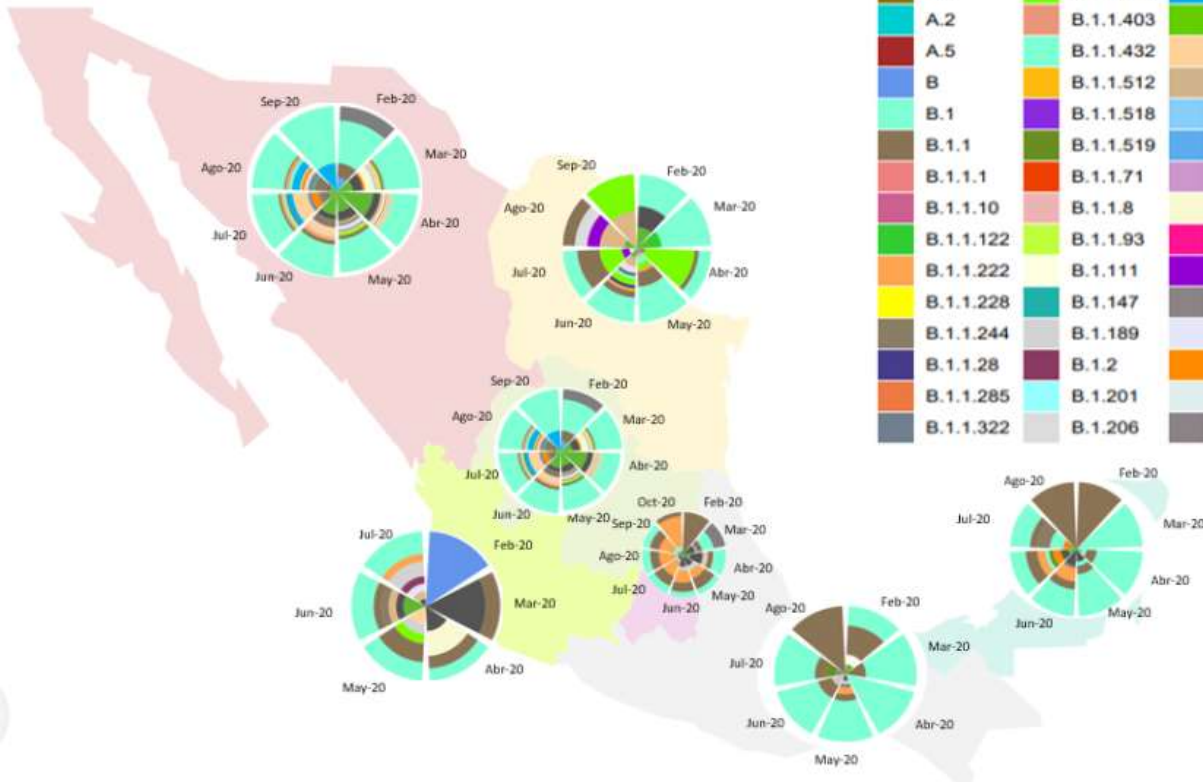 A.2
B.1.1.403
A.5
B.1.1.432
B
B.1.1.512
B.1
B.1.1.518
B.1.1
B.1.1.519
B.1.1.1
B.1.1.71
B.1.1.10
B.1.1.8
B.1.1.122
B.1.1.93
B.1.1.222
B.1.111
B.1.1.228
B.1.147
B.1.1.244
B.1.189
B.1.1.28
B.1.2
B.1.1.285
B.1.201
B.1.1.322
B.1.206
Sep-20
Feb-20
Mar-20
Ago-20
Abr-20
Jul-20
Jun-20
May-20
Sep-20
Feb-20
Ago-20
Mar-20
Jul-20
Abr-20
Jun-20
May-20
Sep-20
Feb-20
Ago-20
Mar-20
Jul-20
Abr-20
Jun-20
May-20
Jul-20
Feb-20
Jun-20
Mar-20
May-20
Abr-20
Oct-20
Feb-20
Sep-20
Mar-20
Ago-20
Abr-20
Jul-20
May-20
Jun-20
Ago-20
Feb-20
Jul-20
Mar-20
Jun-20
Abr-20
May-20
Ago-20
Feb-20
Jul-20
Mar-20
Abr-20
Jun-20
May-20